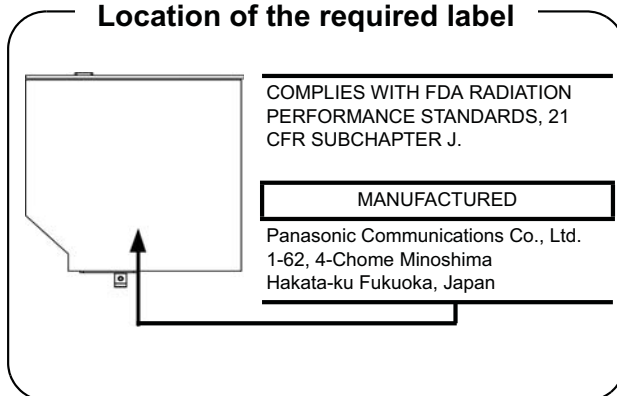 Location of the required label
COMPLIES WITH FDA RADIATION
PERFORMANCE STANDARDS, 21
CFR SUBCHAPTER J.
MANUFACTURED
Panasonic Communications Co., Ltd.
1-62, 4-Chome Minoshima
Hakata-ku Fukuoka, Japan